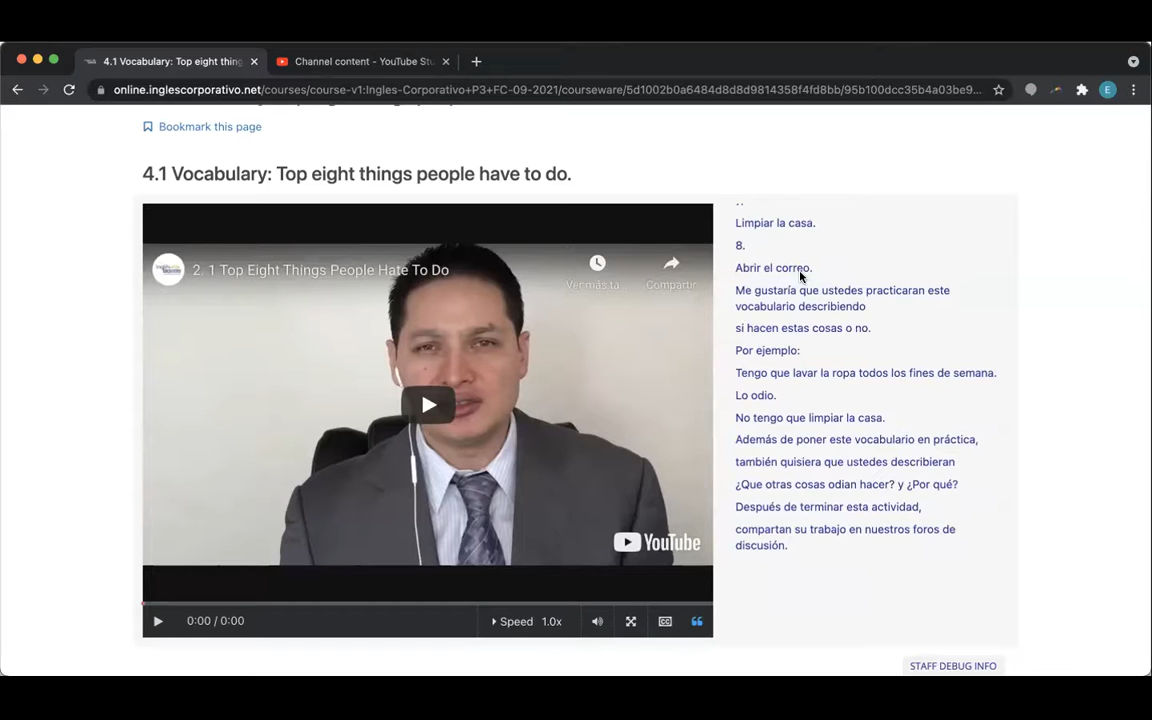 4.1 Vocabulary: Top eight thing
Channel content - YouTube Stu
online.inglescorporativo.net/courses/course-v1:Ingles-Corporativo+P3+FC-09-2021/courseware/5d1002b0a6484d8d8d9814358f4fd8bb/95b100dcc35b4a03be9...
E
Bookmark this page
4.1 Vocabulary: Top eight things people have to do.
2. 1 Top Eight Things People Hate To Do
Ver más ta
Compartir
YouTube
0:00 / 0:00
Speed 1.0x
Limpiar la casa.
8.
Abrir el correo.
Me gustaría que ustedes practicaran este
vocabulario describiendo
si hacen estas cosas o no.
Por ejemplo:
Tengo que lavar la ropa todos los fines de semana.
Lo odio.
No tengo que limpiar la casa.
Además de poner este vocabulario en práctica,
también quisiera que ustedes describieran
¿Que otras cosas odian hacer? y ¿Por qué?
Después de terminar esta actividad,
compartan su trabajo en nuestros foros de
discusión.
STAFF DEBUG INFO